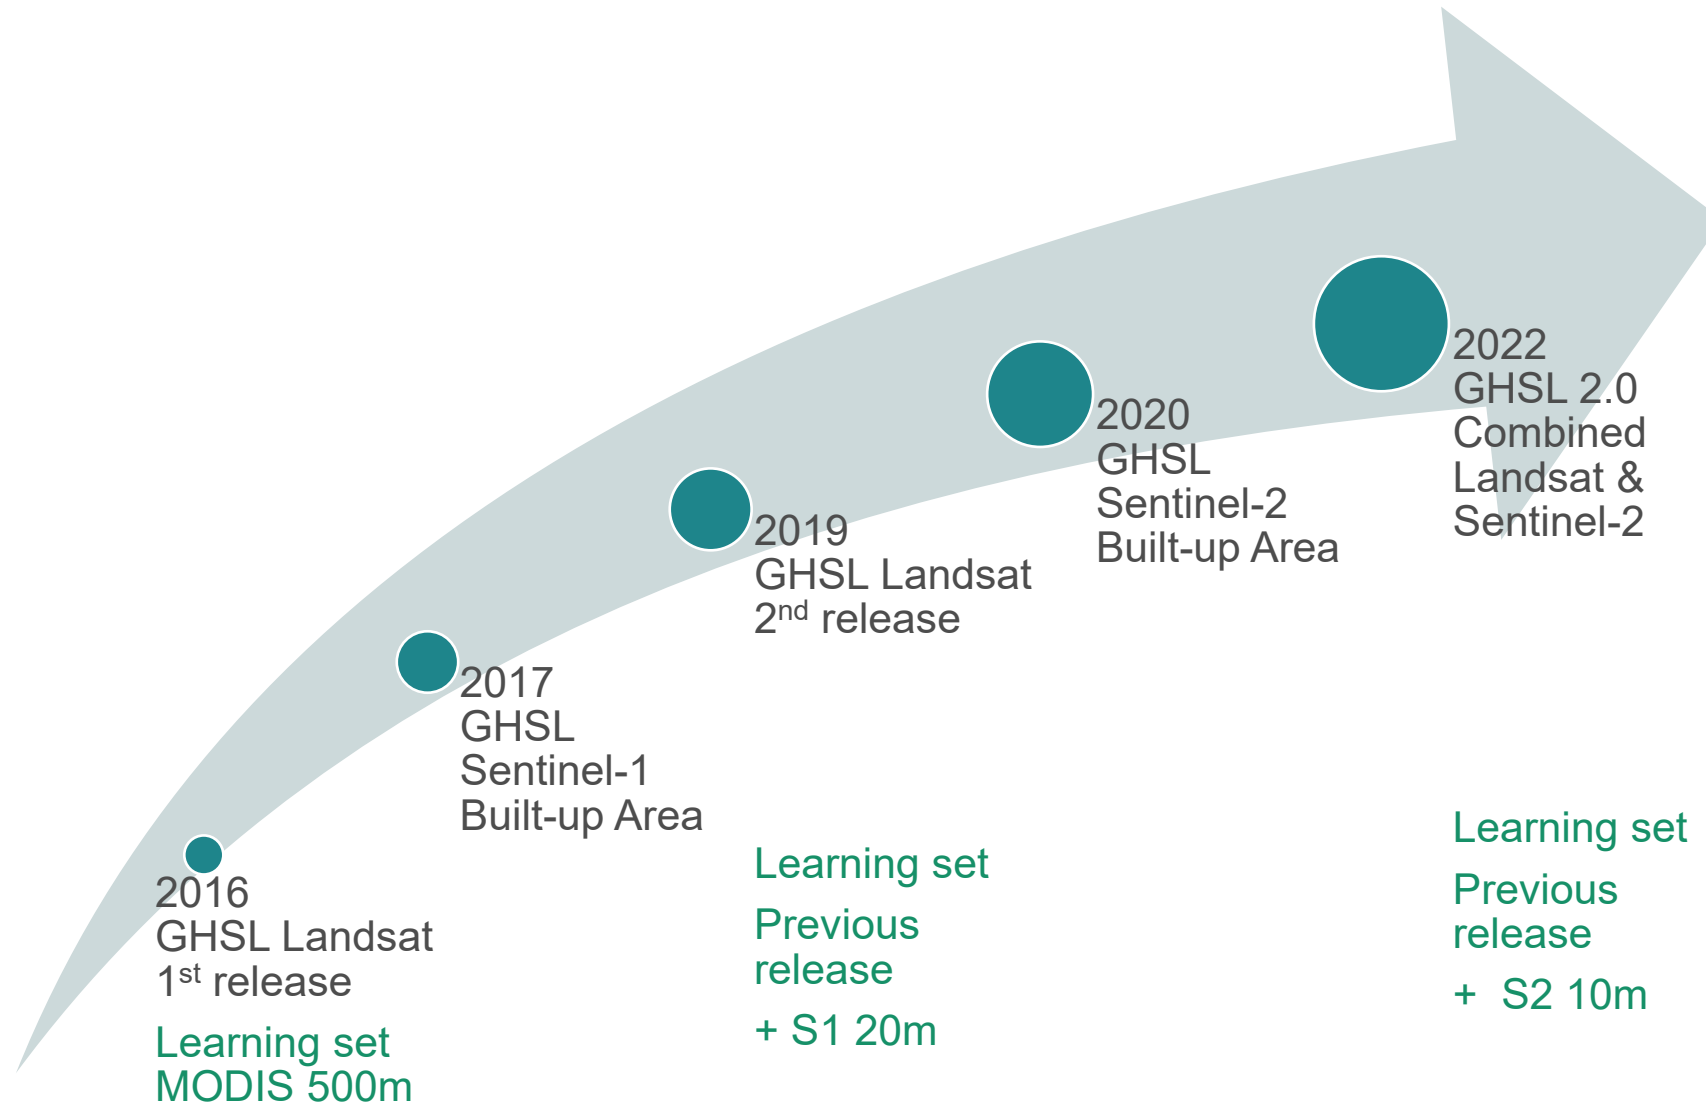 2016
GHSL Landsat
1st release
Learning set
MODIS 500m
2017
GHSL
Sentinel-1
Built-up Area
2019
GHSL Landsat
2nd release
Learning set
Previous
release
+ S1 20m
2020
GHSL
Sentinel-2
Built-up Area
2022
GHSL 2.0
Combined
Landsat &
Sentinel-2
Learning set
Previous
release
+ S2 10m